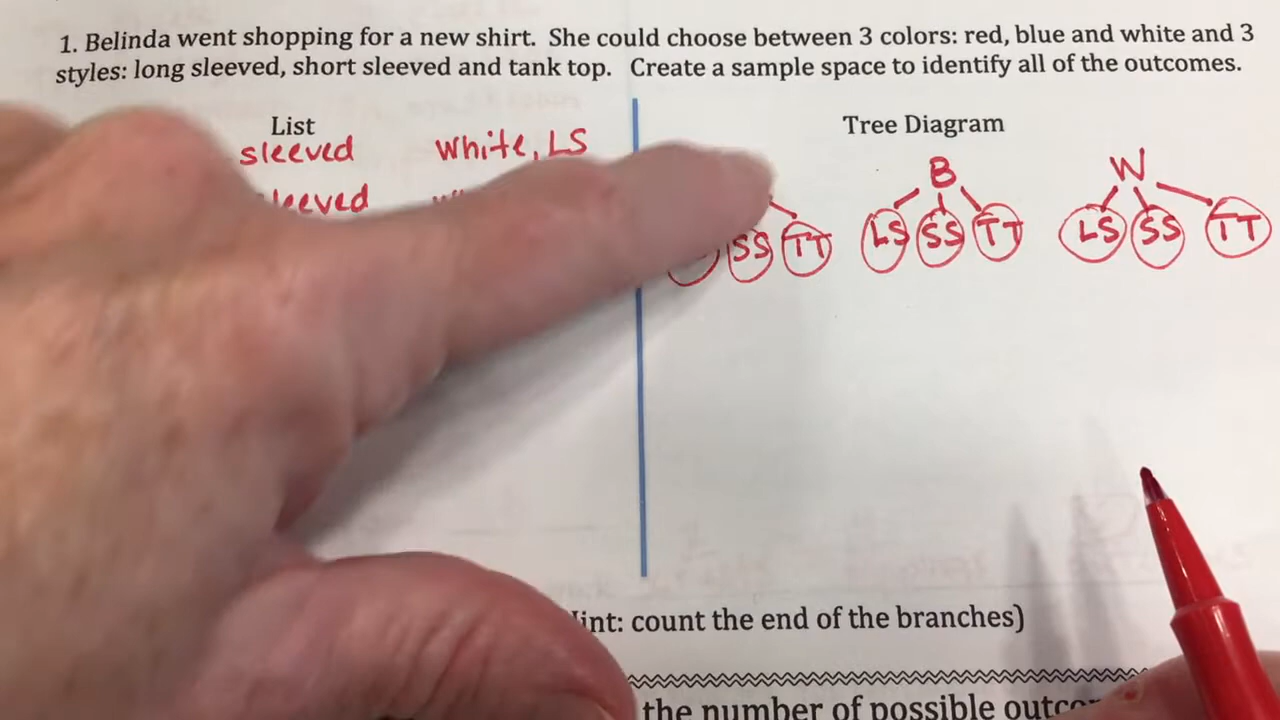 1. Belinda went shopping for a new shirt. She could choose between 3 colors: red, blue and white and 3
styles: long sleeved, short sleeved and tank top. Create a sample space to identify all of the outcomes.
List
sleeved white, LS
sleeved
Tree Diagram
B W
SS TT LS SS TT LS SS TT
count the end of the branches)
the number of possible